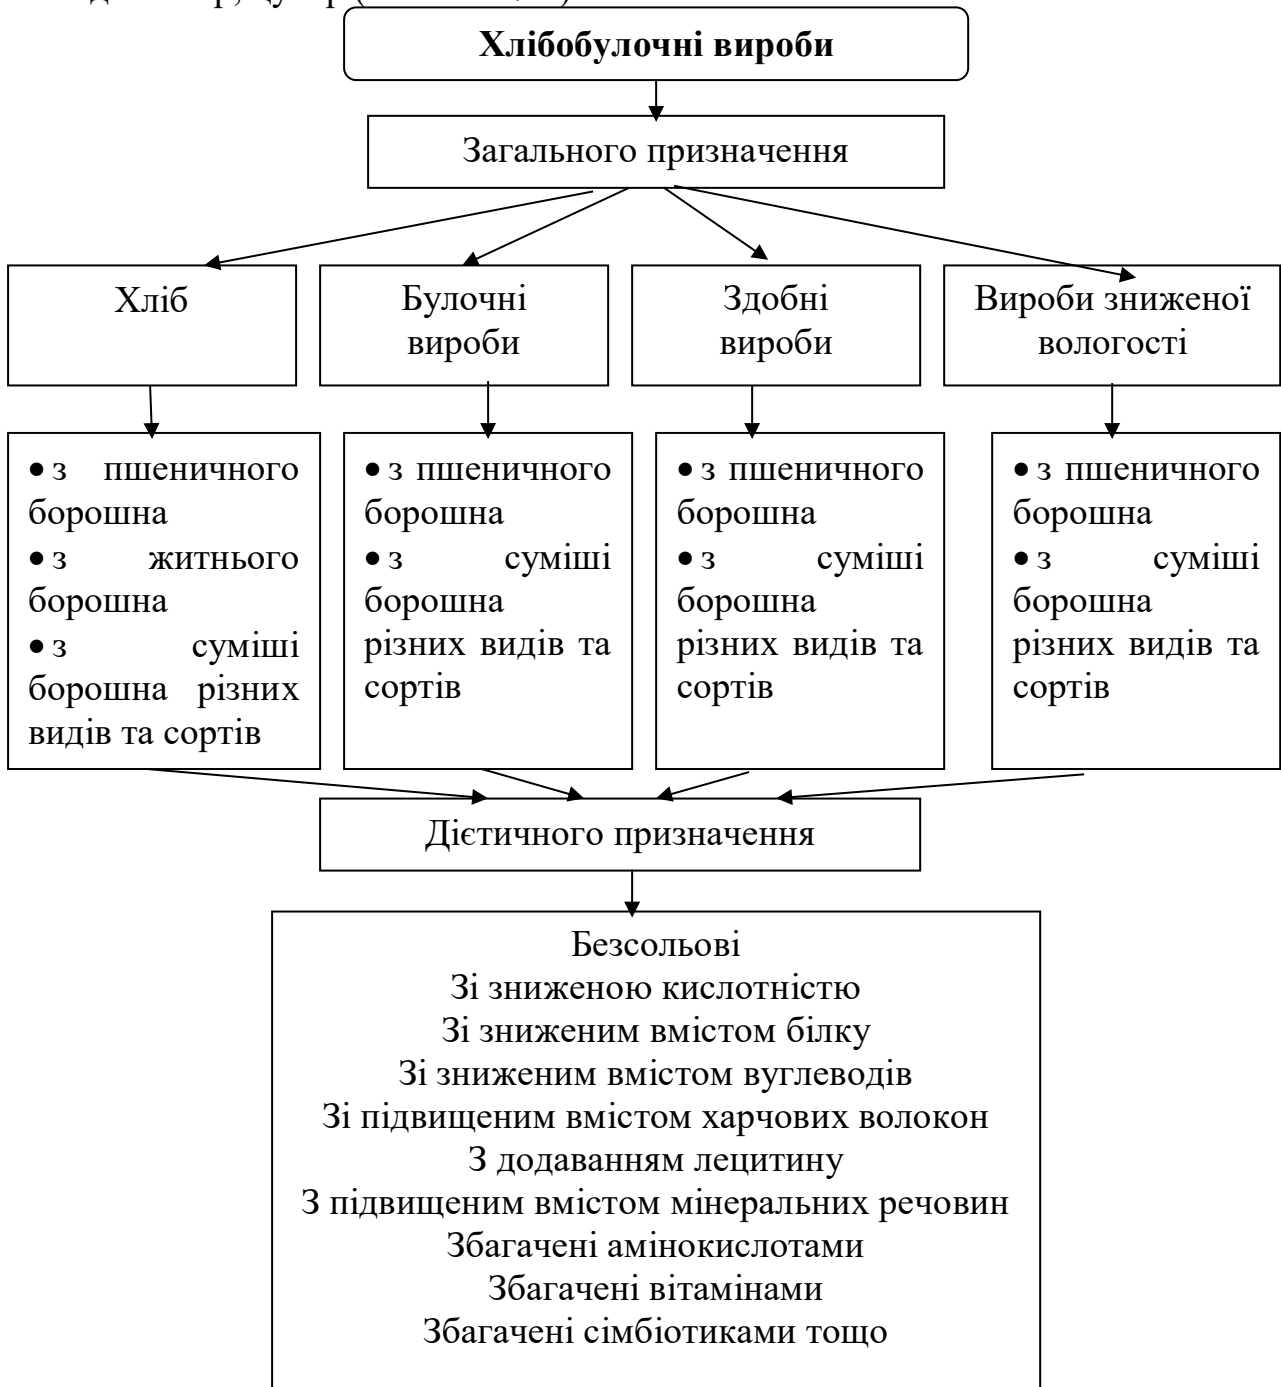 Хлібобулочні вироби
Загального призначення
Хліб
Булочні
вироби
Здобні
вироби
Вироби зниженої
вологості
• з пшеничного
борошна
• з житнього
борошна
• з суміші
борошна різних
видів та сортів
• з пшеничного
борошна
• з суміші
борошна
різних видів та
сортів
• з пшеничного
борошна
• з суміші
борошна
різних видів та
сортів
• з пшеничного
борошна
• з суміші
борошна
різних видів та
сортів
Дієтичного призначення
Безсольові
Зі зниженою кислотністю
Зі зниженим вмістом білку
Зі зниженим вмістом вуглеводів
Зі підвищеним вмістом харчових волокон
З додаванням лецитину
З підвищеним вмістом мінеральних речовин
Збагачені амінокислотами
Збагачені вітамінами
Збагачені сімбіотиками тощо